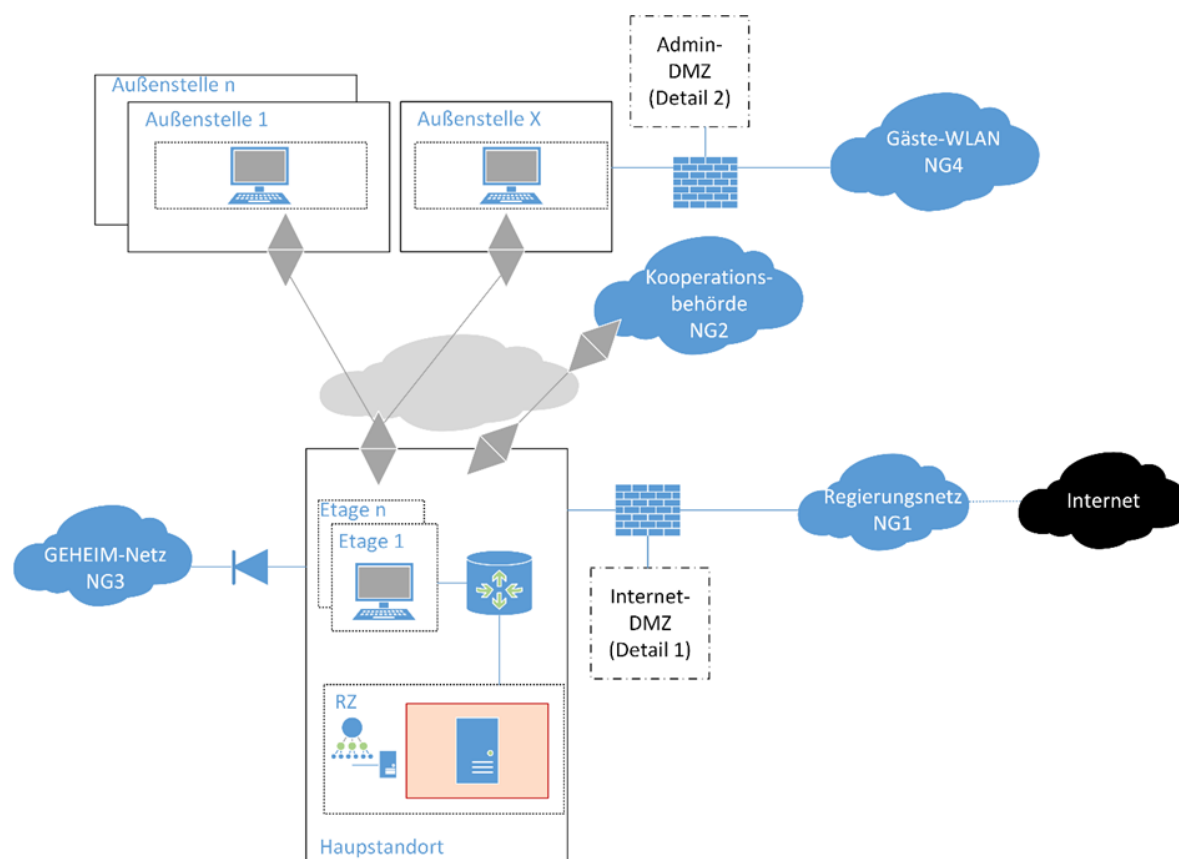 Außenstelle n
Außenstelle 1
Außenstelle X
Admin-
DMZ
(Detail 2)
Gäste-WLAN
NG4
Kooperations-
behörde
NG2
Etage n
Etage 1
GEHEIM-Netz
NG3
Regierungsnetz
NG1
Internet
Internet-
DMZ
(Detail 1)
RZ
Haupstandort